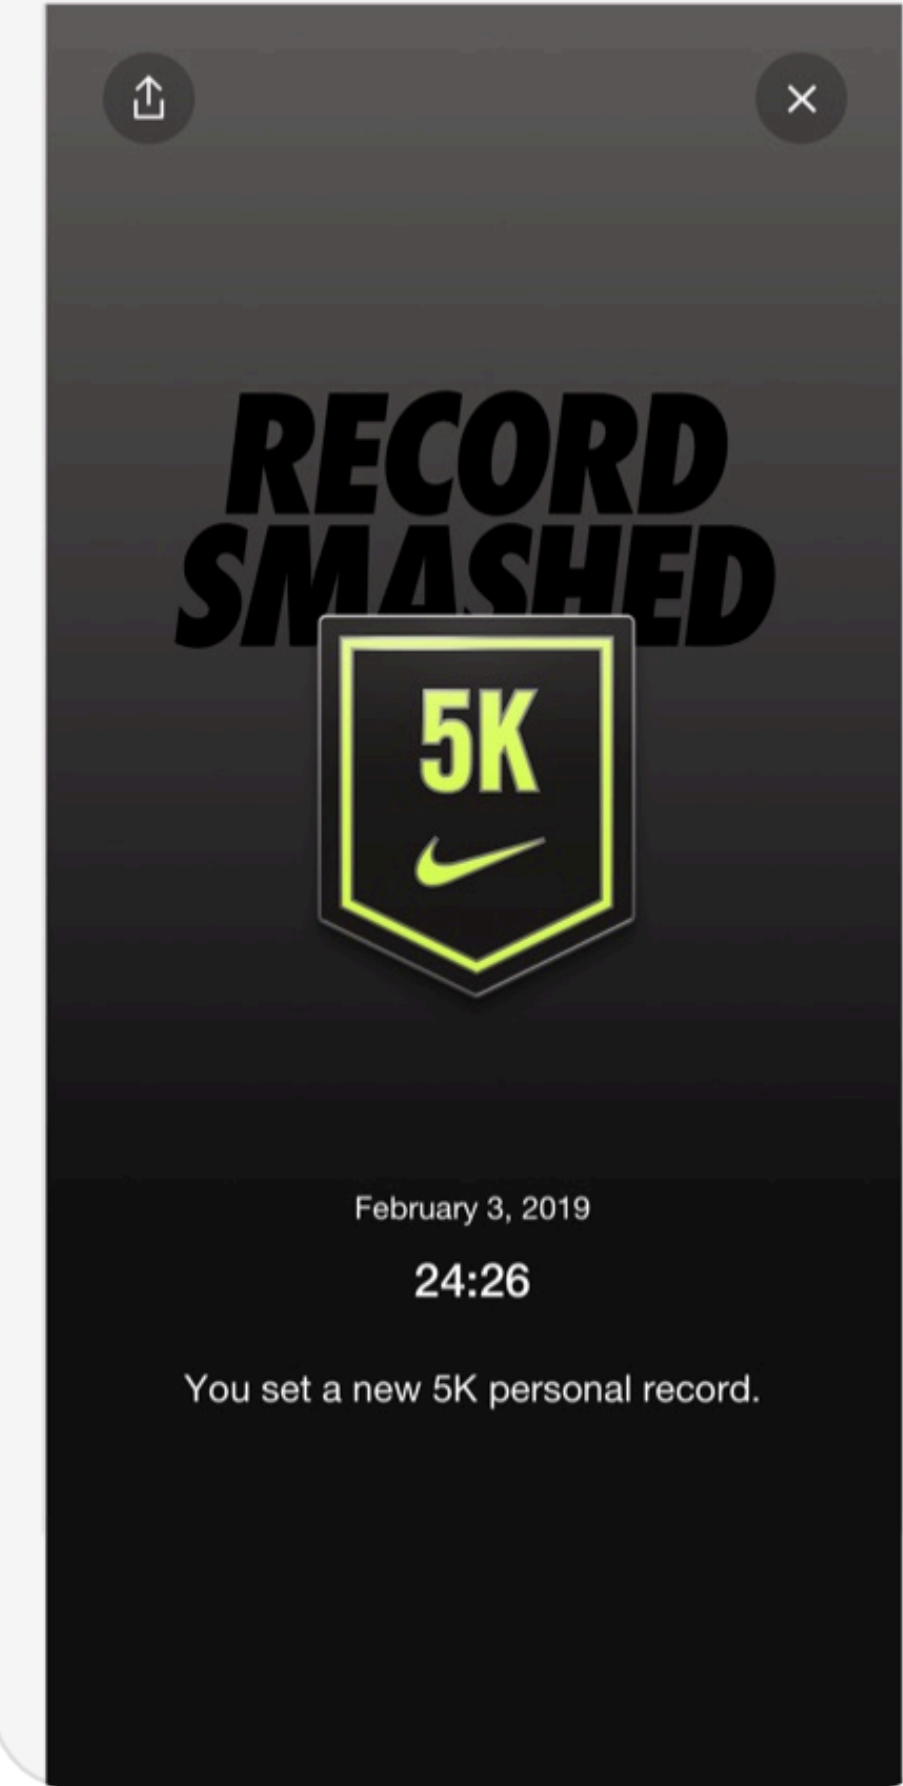 RECORD
SMASHED
5K
February 3, 2019
24:26
You set a new 5K personal record.